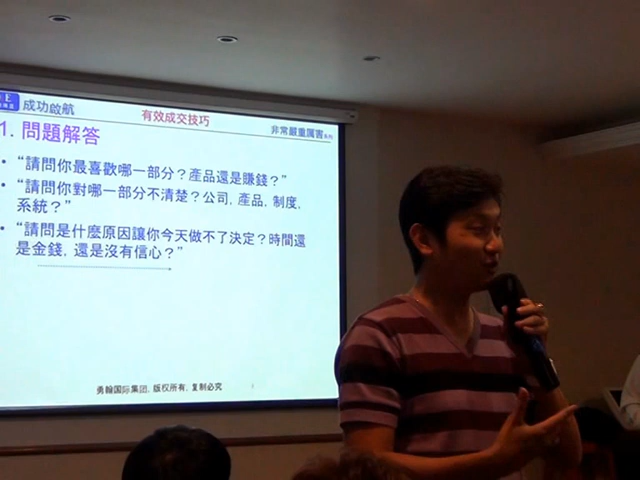 成功啟航
有效成交技巧
非常嚴重厲害系列
1. 問題解答
• “請問你最喜歡哪一部分？產品還是賺錢？”
• “請問你對哪一部分不清楚？公司, 產品, 制度,
系統？”
• “請問是什麼原因讓你今天做不了決定？時間還
是金錢, 還是沒有信心？”
勇翰国际集团, 版权所有, 复制必究